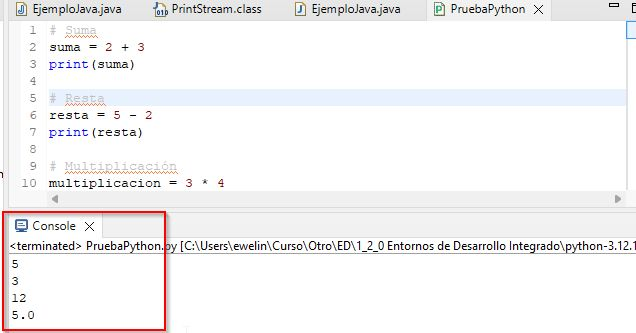 EjemploJava.java PrintStream.class EjemploJava.java PruebaPython
1 # Suma
2 suma = 2 + 3
3 print(suma)
4
5 # Resta
6 resta = 5 - 2
7 print(resta)
8
9 # Multiplicación
10 multiplicacion = 3 * 4
Console
<terminated> PruebaPython.py [C:\Users\ewelin\Curso\Otro\ED\1_2_0 Entornos de Desarrollo Integrado\python-3.12.1
5
3
12
5.0